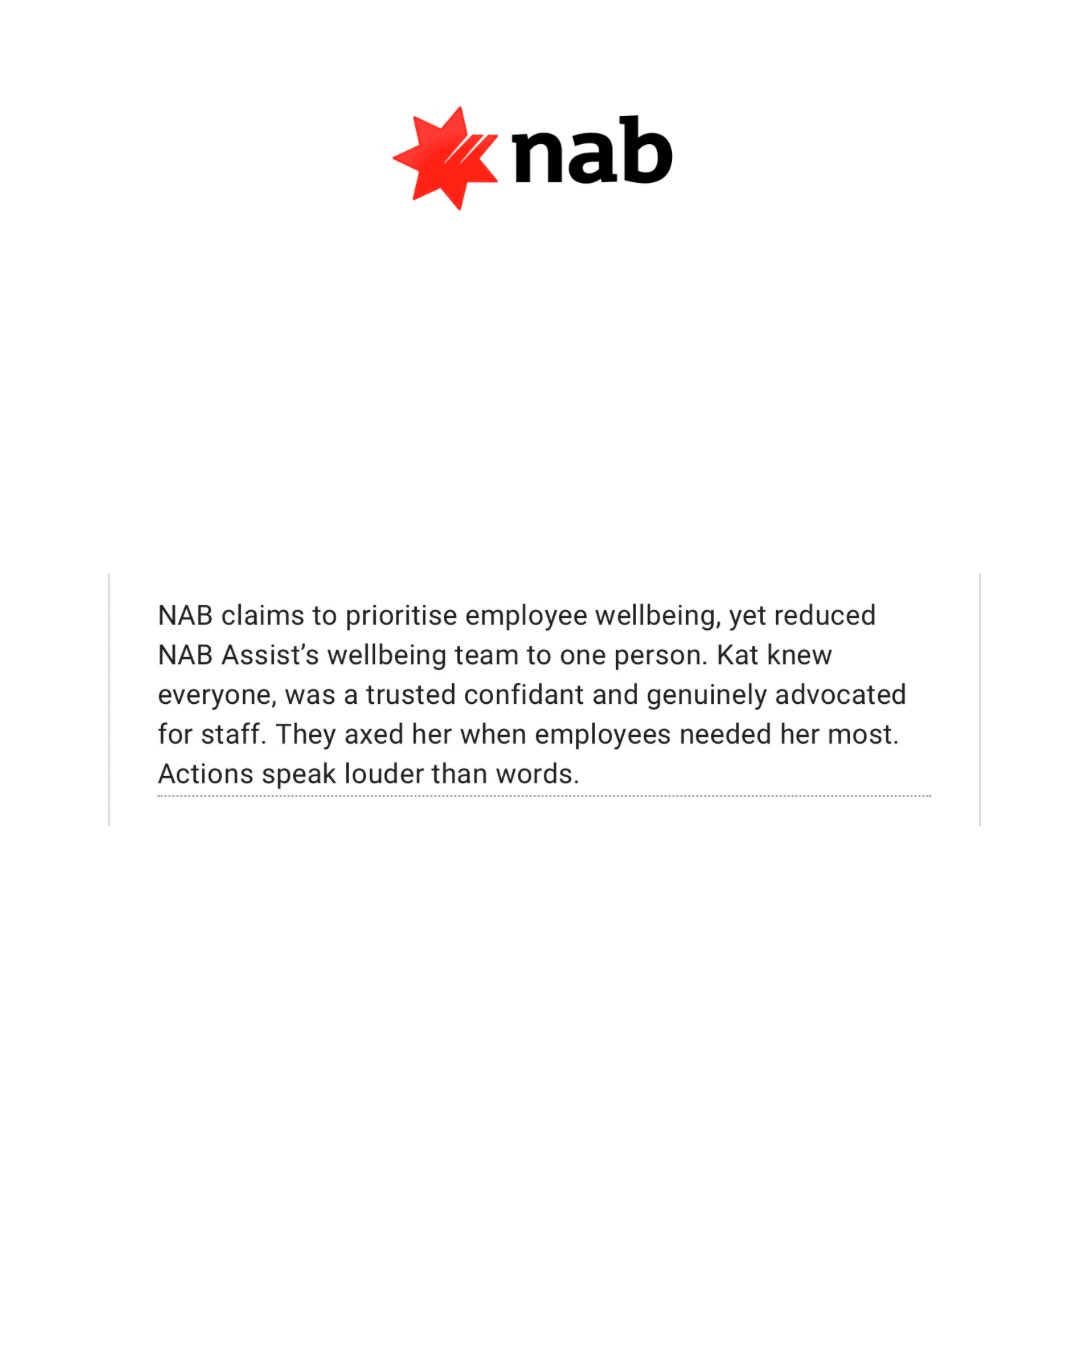 nab
NAB claims to prioritise employee wellbeing, yet reduced
NAB Assist’s wellbeing team to one person. Kat knew
everyone, was a trusted confidant and genuinely advocated
for staff. They axed her when employees needed her most.
Actions speak louder than words.